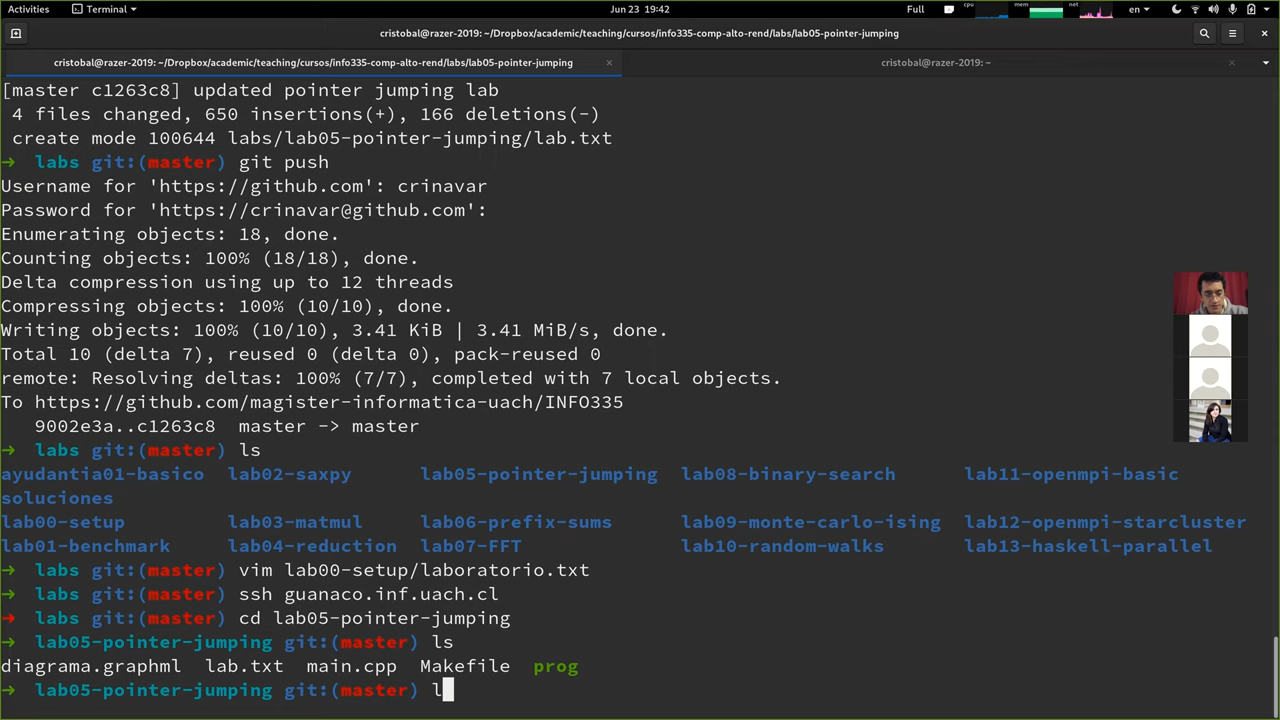 Activities Terminal Jun 23 19:42 Full cpu mem net en
cristobal@razer-2019: ~/Dropbox/academic/teaching/cursos/info335-comp-alto-rend/labs/lab05-pointer-jumping
cristobal@razer-2019: ~/Dropbox/academic/teaching/cursos/info335-comp-alto-rend/labs/lab05-pointer-jumping × cristobal@razer-2019: ~ ×
[master c1263c8] updated pointer jumping lab
4 files changed, 650 insertions(+), 166 deletions(-)
create mode 100644 labs/lab05-pointer-jumping/lab.txt
→ labs git:(master) git push
Username for 'https://github.com': crinavar
Password for 'https://crinavar@github.com':
Enumerating objects: 18, done.
Counting objects: 100% (18/18), done.
Delta compression using up to 12 threads
Compressing objects: 100% (10/10), done.
Writing objects: 100% (10/10), 3.41 KiB | 3.41 MiB/s, done.
Total 10 (delta 7), reused 0 (delta 0), pack-reused 0
remote: Resolving deltas: 100% (7/7), completed with 7 local objects.
To https://github.com/magister-informatica-uach/INFO335
9002e3a..c1263c8 master -> master
→ labs git:(master) ls
ayudantia01-basico lab02-saxpy lab05-pointer-jumping lab08-binary-search lab11-openmpi-basic
soluciones
lab00-setup lab03-matmul lab06-prefix-sums lab09-monte-carlo-ising lab12-openmpi-starcluster
lab01-benchmark lab04-reduction lab07-FFT lab10-random-walks lab13-haskell-parallel
→ labs git:(master) vim lab00-setup/laboratorio.txt
→ labs git:(master) ssh guanaco.inf.uach.cl
→ labs git:(master) cd lab05-pointer-jumping
→ lab05-pointer-jumping git:(master) ls
diagrama.graphml lab.txt main.cpp Makefile prog
→ lab05-pointer-jumping git:(master) l